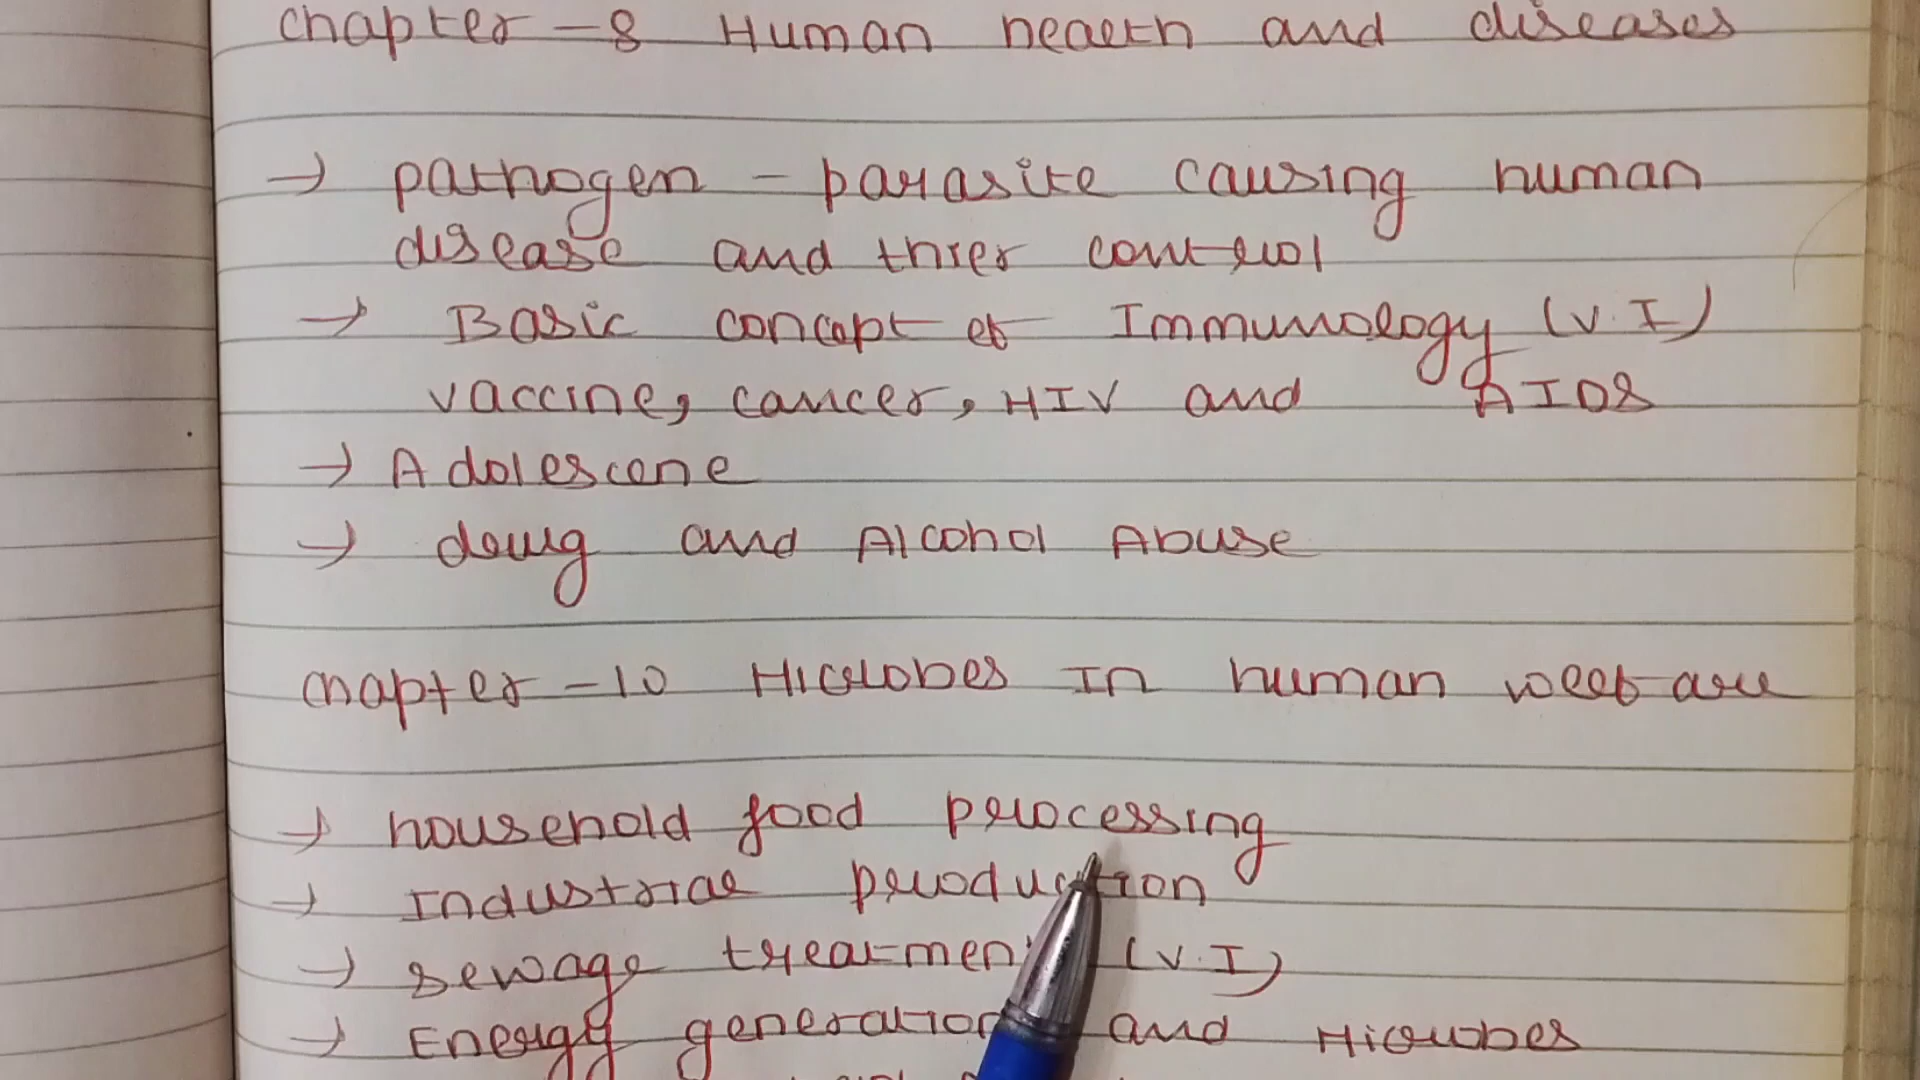 Chapter - 8 Human health and diseases
→ pathogen - parasite causing human
disease and thier control
→ Basic concept of Immunology (V.I)
vaccine, cancer, HIV and AIDS
→ Adolescene
→ drug and Alcohol Abuse
Chapter - 10 Microbes In human welfare
→ household food processing
→ Industrial production
→ sewage treatment (V.I)
→ Energy generation and Microbes